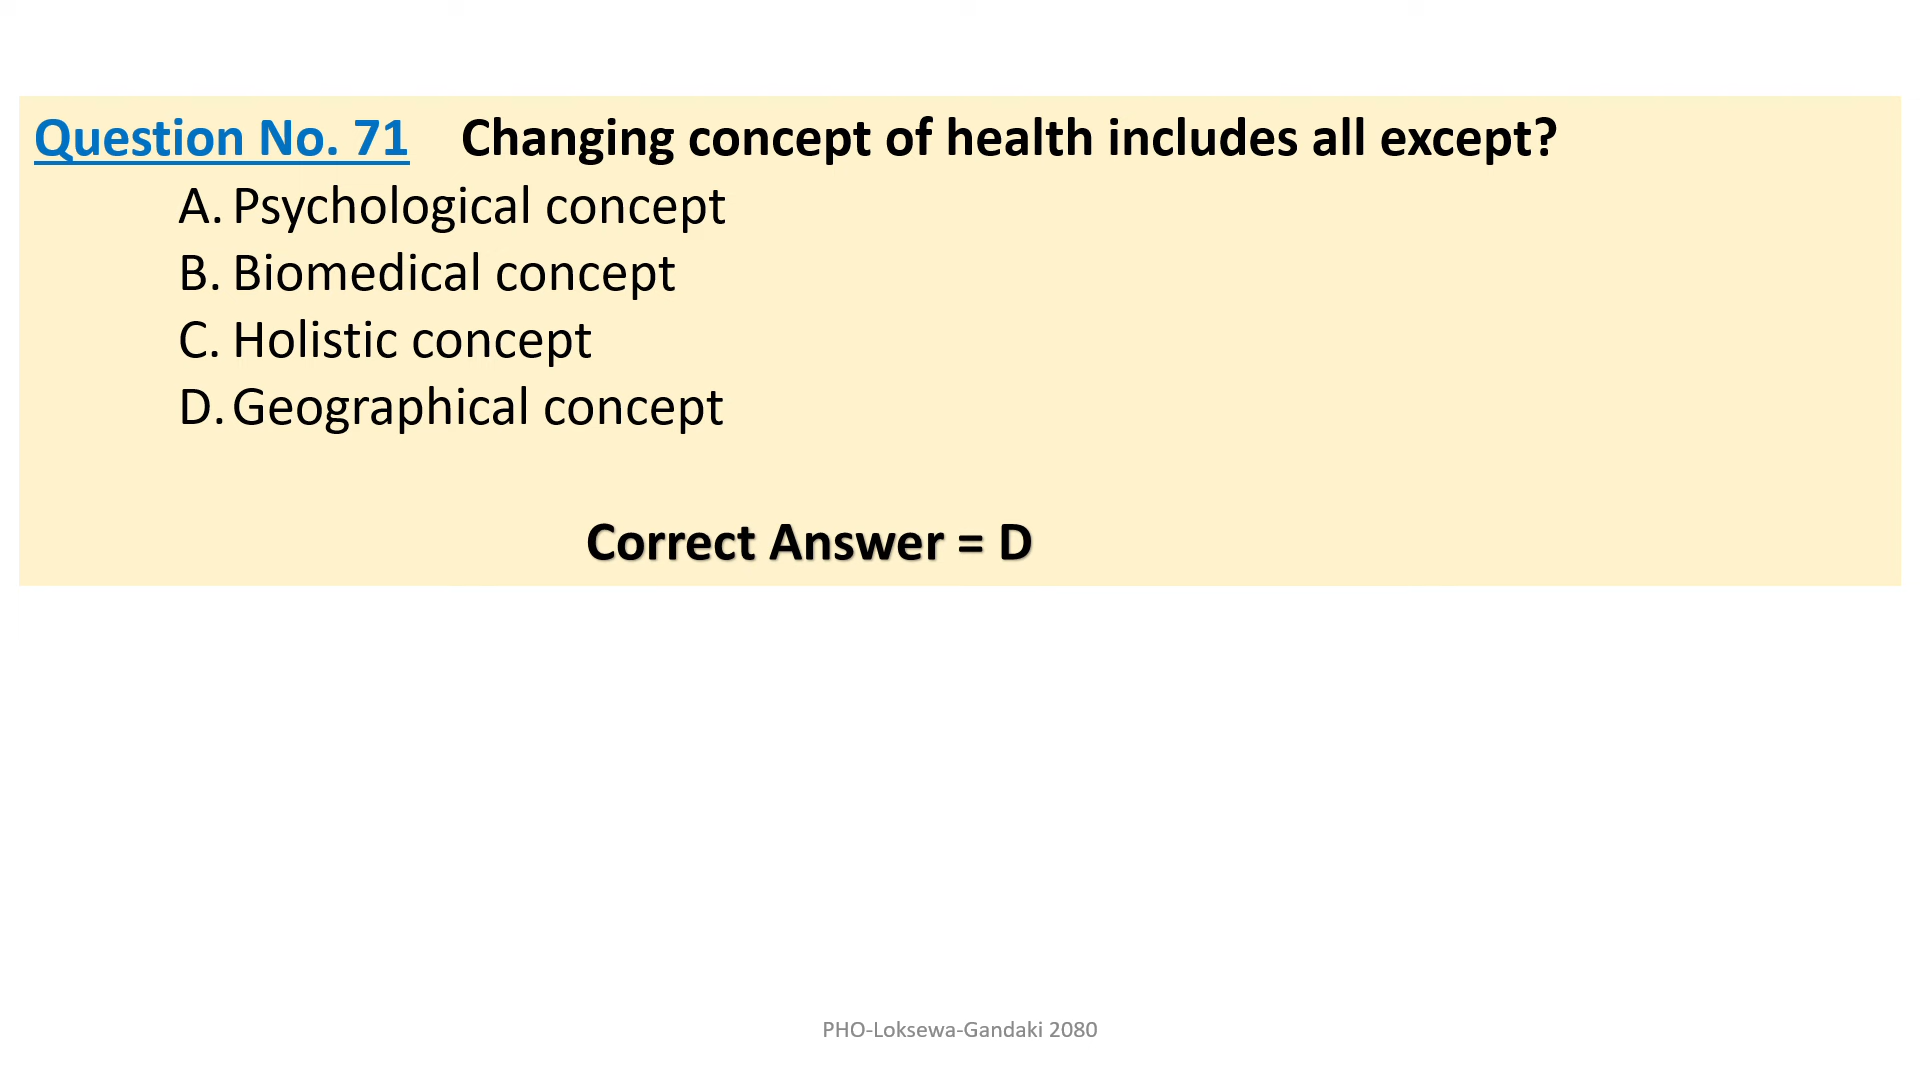 Question No. 71 Changing concept of health includes all except?
A. Psychological concept
B. Biomedical concept
C. Holistic concept
D. Geographical concept
Correct Answer = D
PHO-Loksewa-Gandaki 2080